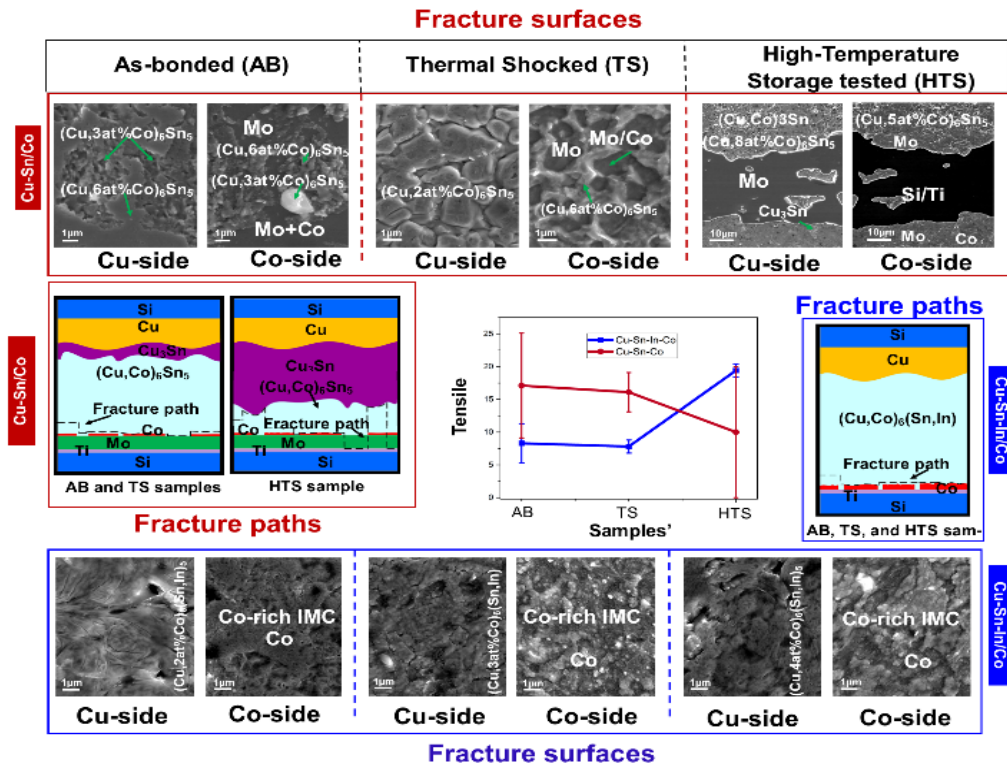 Fracture surfaces
As-bonded (AB)
Thermal Shocked (TS)
High-Temperature
Storage tested (HTS)
Cu-Sn/Co
(Cu,3at%Co)₆Sn₅
(Cu,6at%Co)₆Sn₅
1µm
Mo
(Cu,6at%Co)₆Sn₅
(Cu,3at%Co)₆Sn₅
Mo+Co
1µm
(Cu,2at%Co)₆Sn₅
1µm
Mo/Co
Mo
(Cu,6at%Co)₆Sn₅
1µm
(Cu,Co)3Sn
(Cu,8at%Co)₆Sn₅
Mo
Cu₃Sn
10µm
(Cu,5at%Co)₆Sn₅
Mo
Si/Ti
Mo
Co
10µm
Cu-side
Co-side
Cu-side
Co-side
Cu-side
Co-side
Cu-Sn/Co
Si
Cu
Cu₃Sn
(Cu,Co)₆Sn₅
Fracture path
Co
Mo
Ti
Si
AB and TS samples
Si
Cu
(Cu,Co)₆Sn₅
Fracture path
Co
Mo
Ti
Si
HTS sample
Fracture paths
Tensile
25
20
15
10
5
0
Cu-Sn-In-Co
Cu-Sn-Co
AB
TS
HTS
Samples'
Fracture paths
Si
Cu
(Cu,Co)₆(Sn,In)
Fracture path
Ti
Co
Si
AB, TS, and HTS sam-
Cu-Sn-In/Co
(Cu,2at%Co)₆(Sn,In)₅
1µm
Co-rich IMC
Co
1µm
(Cu,3at%Co)₆(Sn,In)
1µm
Co-rich IMC
Co
1µm
(Cu,4at%Co)₆(Sn,In)₅
1µm
Co-rich IMC
Co
1µm
Cu-Sn-In/Co
Cu-side
Co-side
Cu-side
Co-side
Cu-side
Co-side
Fracture surfaces